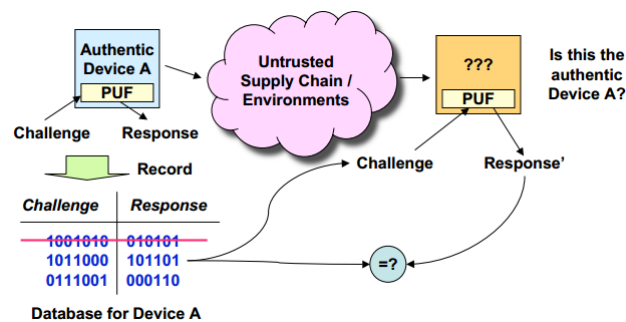 Authentic
Device A
PUF
Challenge
Response
Record
Untrusted
Supply Chain /
Environments
???
PUF
Is this the
authentic
Device A?
Challenge
Response’
Challenge Response
1001010 010101
1011000 101101
0111001 000110
=?
Database for Device A